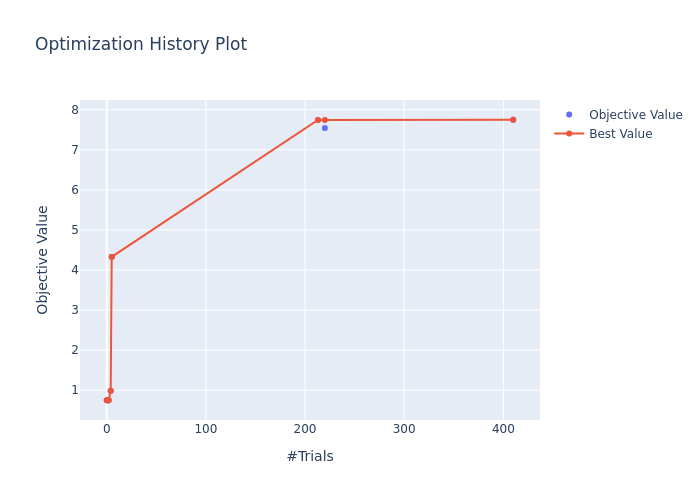 Optimization History Plot
Objective Value
Best Value
8
7
6
5
4
3
2
1
Objective Value
0 100 200 300 400
#Trials